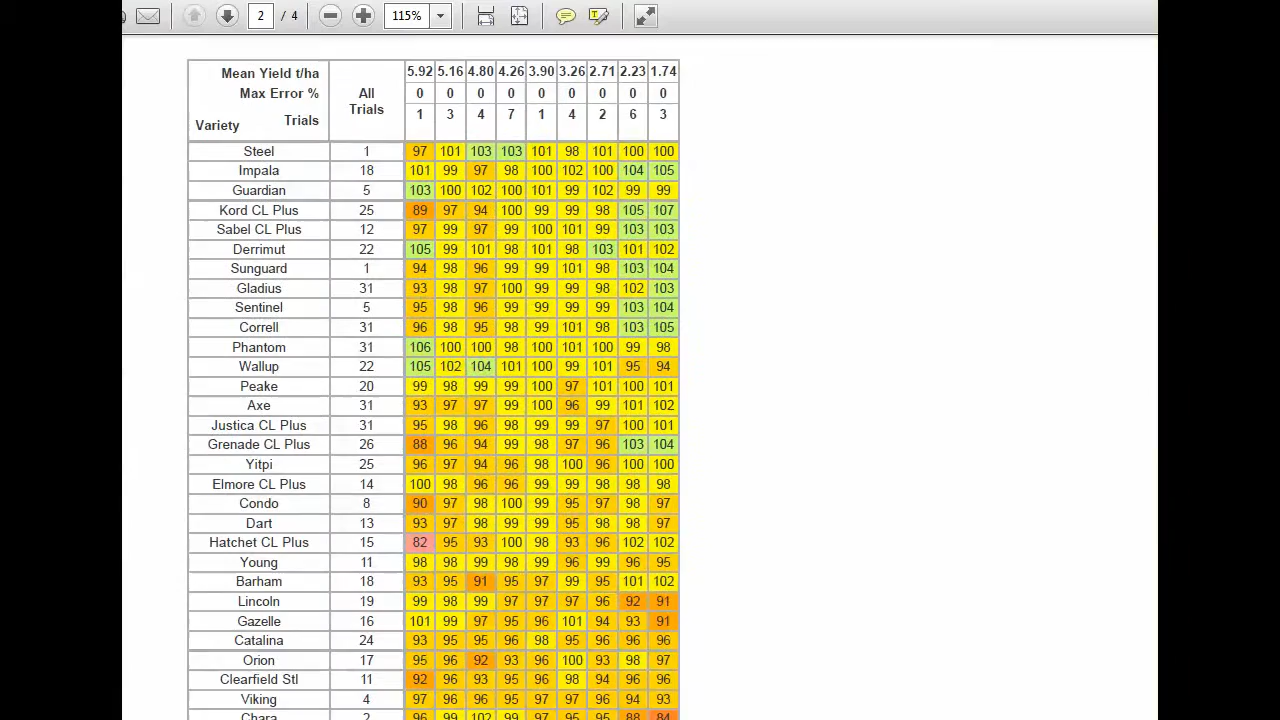 2 / 4 115%
Mean Yield t/ha 5.92 5.16 4.80 4.26 3.90 3.26 2.71 2.23 1.74
Max Error % All 0 0 0 0 0 0 0 0 0
Variety Trials Trials 1 3 4 7 1 4 2 6 3
Steel 1 97 101 103 103 101 98 101 100 100
Impala 18 101 99 97 98 100 102 100 104 105
Guardian 5 103 100 102 100 101 99 102 99 99
Kord CL Plus 25 89 97 94 100 99 99 98 105 107
Sabel CL Plus 12 97 99 97 99 100 101 99 103 103
Derrimut 22 105 99 101 98 101 98 103 101 102
Sunguard 1 94 98 96 99 99 101 98 103 104
Gladius 31 93 98 97 100 99 99 98 102 103
Sentinel 5 95 98 96 99 99 99 99 103 104
Correll 31 96 98 95 98 99 101 98 103 105
Phantom 31 106 100 100 98 100 101 100 99 98
Wallup 22 105 102 104 101 100 99 101 95 94
Peake 20 99 98 99 99 100 97 101 100 101
Axe 31 93 97 97 99 100 96 99 101 102
Justica CL Plus 31 95 98 96 98 99 99 97 100 101
Grenade CL Plus 26 88 96 94 99 98 97 96 103 104
Yitpi 25 96 97 94 96 98 100 96 100 100
Elmore CL Plus 14 100 98 96 96 99 99 98 98 98
Condo 8 90 97 98 100 99 95 97 98 97
Dart 13 93 97 98 99 99 95 98 98 97
Hatchet CL Plus 15 82 95 93 100 98 93 96 102 102
Young 11 98 98 99 98 99 96 99 96 95
Barham 18 93 95 91 95 97 99 95 101 102
Lincoln 19 99 98 99 97 97 97 96 92 91
Gazelle 16 101 99 97 95 96 101 94 93 91
Catalina 24 93 95 95 96 98 95 96 96 96
Orion 17 95 96 92 93 96 100 93 98 97
Clearfield Stl 11 92 96 93 95 96 98 94 96 96
Viking 4 97 96 96 95 97 97 96 94 93
Chara 2 96 99 102 99 97 95 95 88 84